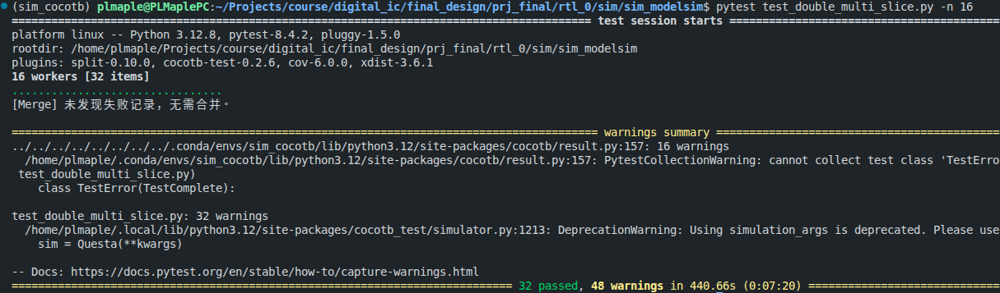 (sim_cocotb) plmaple@PLMaplePC:~/Projects/course/digital_ic/final_design/prj_final/rtl_0/sim/sim_modelsim$ pytest test_double_multi_slice.py -n 16
====================================================================================== test session starts ========================================
platform linux -- Python 3.12.8, pytest-8.4.2, pluggy-1.5.0
rootdir: /home/plmaple/Projects/course/digital_ic/final_design/prj_final/rtl_0/sim/sim_modelsim
plugins: split-0.10.0, cocotb-test-0.2.6, cov-6.0.0, xdist-3.6.1
16 workers [32 items]
................................
[Merge] 未发现失败记录，无需合并。
======================================================================================= warnings summary ==========================================
../../../../../../../../.conda/envs/sim_cocotb/lib/python3.12/site-packages/cocotb/result.py:157: 16 warnings
/home/plmaple/.conda/envs/sim_cocotb/lib/python3.12/site-packages/cocotb/result.py:157: PytestCollectionWarning: cannot collect test class 'TestErro
test_double_multi_slice.py)
class TestError(TestComplete):
test_double_multi_slice.py: 32 warnings
/home/plmaple/.local/lib/python3.12/site-packages/cocotb_test/simulator.py:1213: DeprecationWarning: Using simulation_args is deprecated. Please use
sim = Questa(**kwargs)
-- Docs: https://docs.pytest.org/en/stable/how-to/capture-warnings.html
========================================================================== 32 passed, 48 warnings in 440.66s (0:07:20) ============================